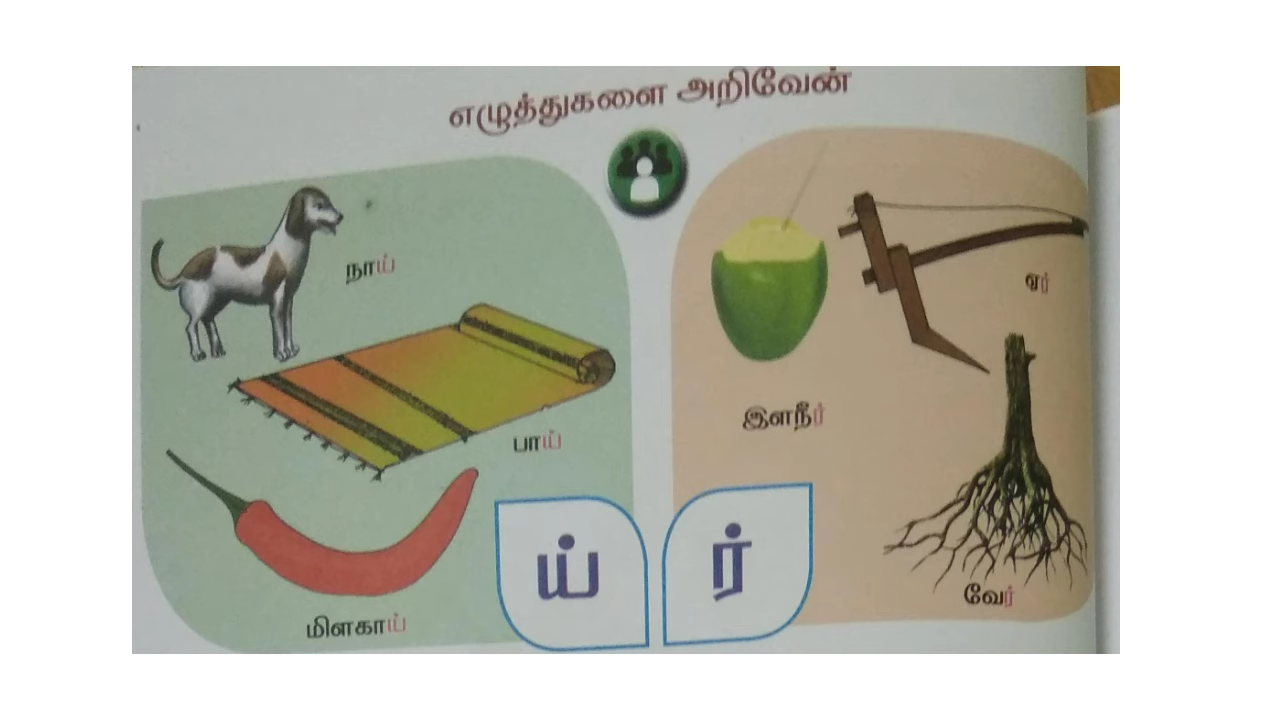 எழுத்துகளை அறிவேன்
நாய்
பாய்
மிளகாய்
ய்
ஏர்
இளநீர்
வேர்
ர்